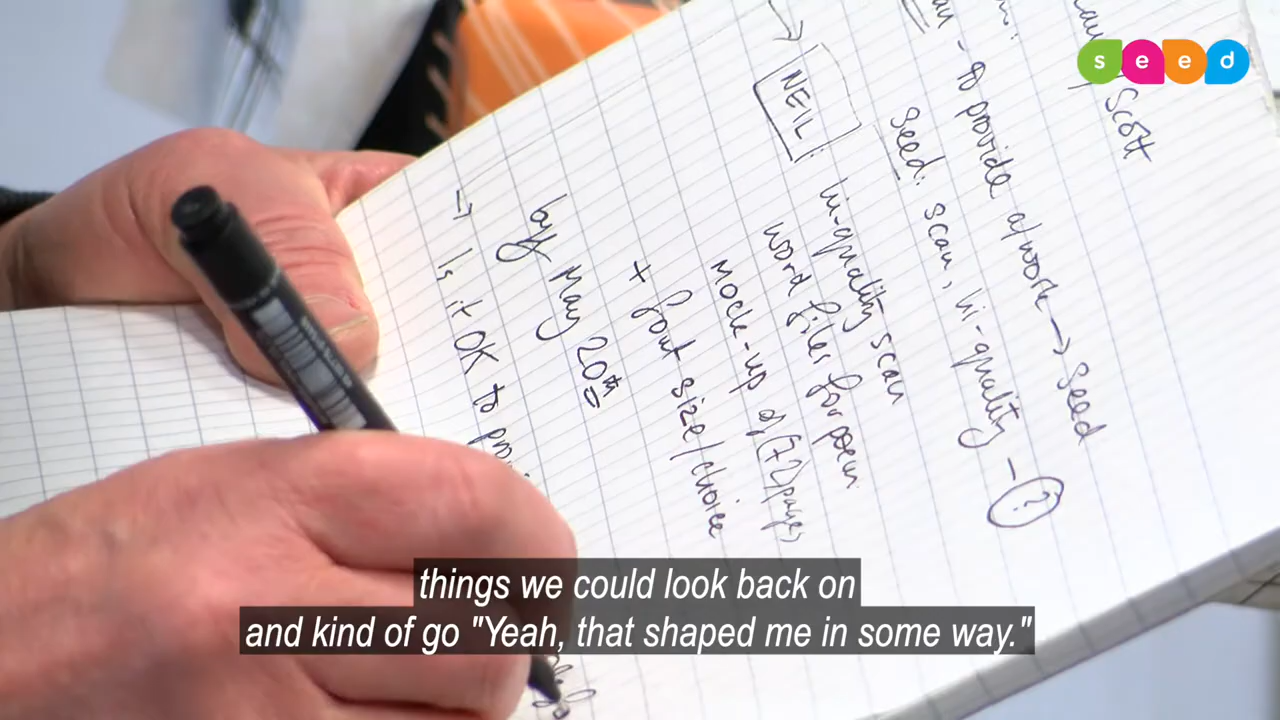 seed
Scott
- to provide a/work → Seed
Seed: scan, hi-quality - ?
→ NEIL: hi-quality scan
word files for poem
mock-up of (72) pages
+ font size/choice
by May 20th
→ Is it OK to
things we could look back on
and kind of go "Yeah, that shaped me in some way."